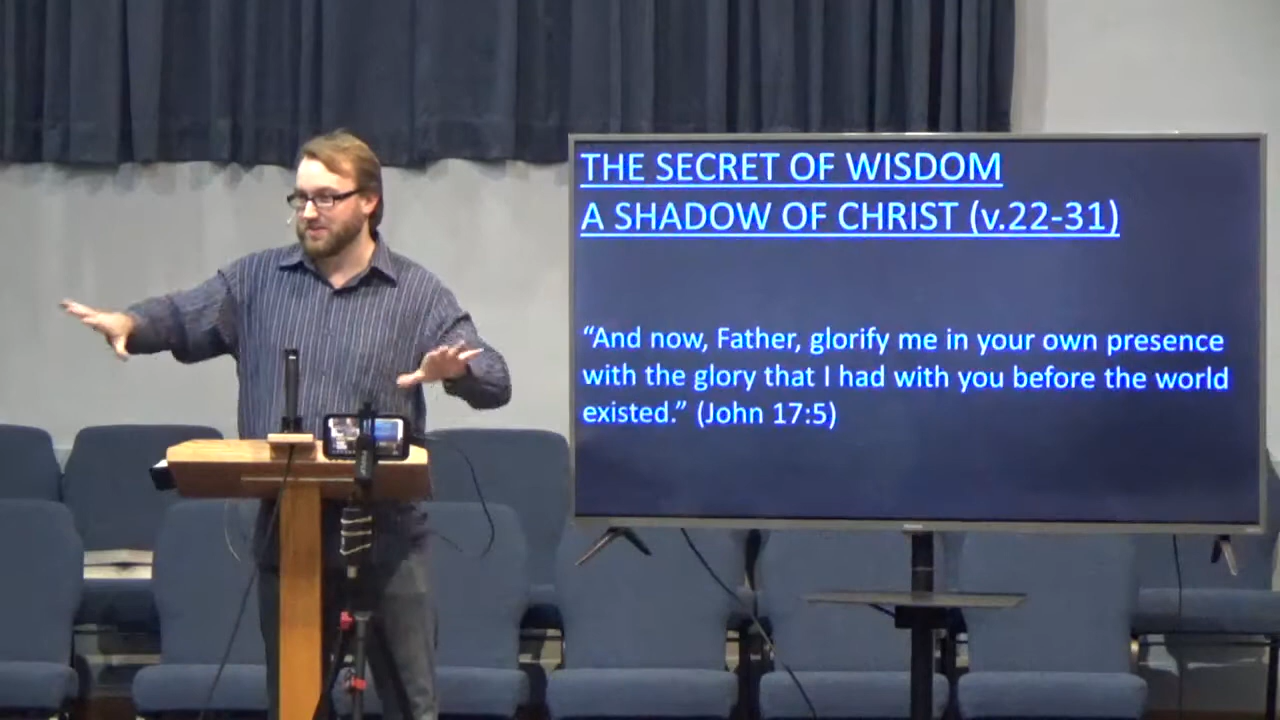 THE SECRET OF WISDOM
A SHADOW OF CHRIST (v.22-31)
“And now, Father, glorify me in your own presence
with the glory that I had with you before the world
existed.” (John 17:5)